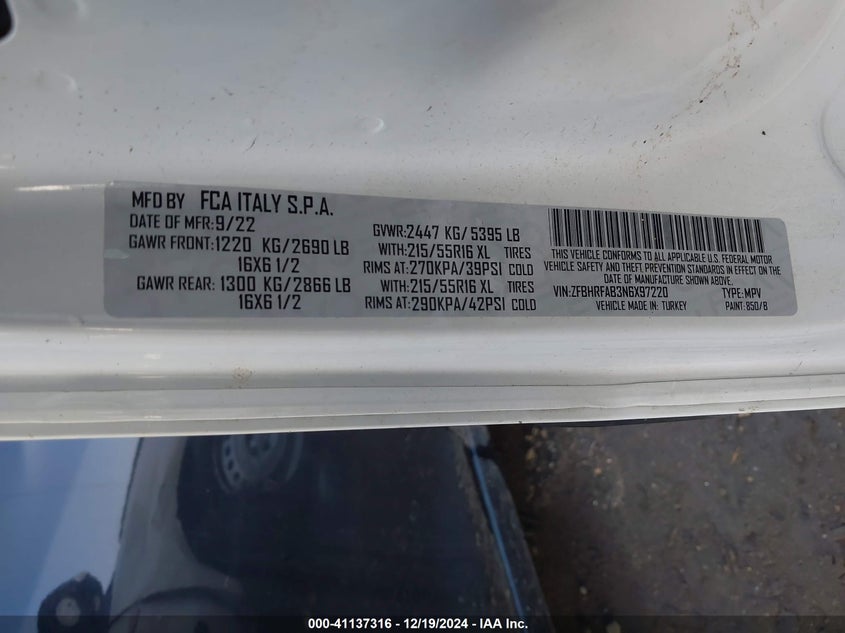 MFD BY FCA ITALY S.P.A.
DATE OF MFR:9/22
GAWR FRONT:1220 KG/2690 LB
16X6 1/2
GAWR REAR: 1300 KG/2866 LB
16X6 1/2
GVWR:2447 KG/5395 LB
WITH:215/55R16 XL TIRES
RIMS AT:270KPA/39PSI COLD
WITH:215/55R16 XL TIRES
RIMS AT:290KPA/42PSI COLD
THIS VEHICLE CONFORMS TO ALL APPLICABLE FEDERAL MOTOR
VEHICLE SAFETY AND THEFT PREVENTION STANDARDS IN EFFECT ON THE
DATE OF MANUFACTURE SHOWN ABOVE.
VIN:ZFBHRFAB3N6X97220 TYPE:MPV
VEHICLE MADE IN: TURKEY PAINT:850/B
000-41137316 - 12/19/2024 - IAA Inc.